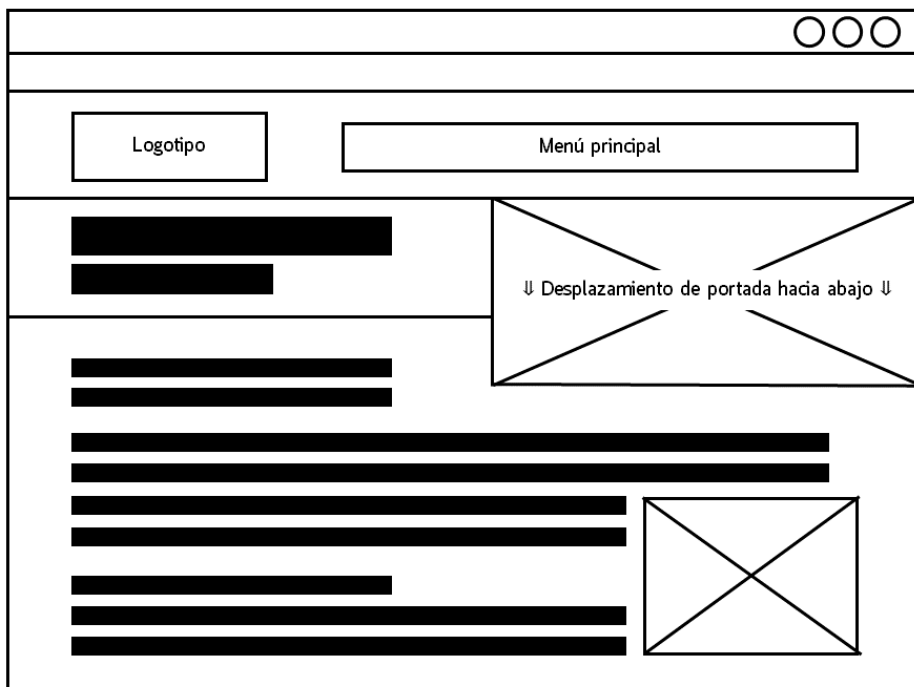 Logotipo
Menú principal
⇓ Desplazamiento de portada hacia abajo ⇓